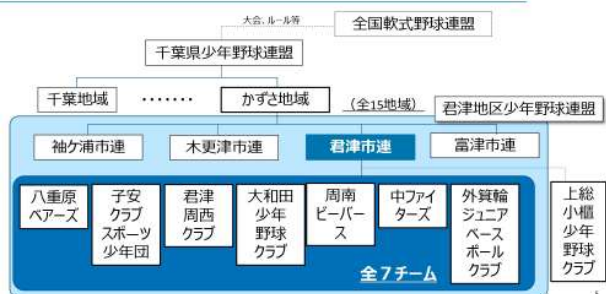 大会、ルール等
全国軟式野球連盟
千葉県少年野球連盟
千葉地域
・・・・・・・
かずさ地域
(全15地域)
君津地区少年野球連盟
袖ケ浦市連
木更津市連
君津市連
富津市連
八重原
ベアーズ
子安
クラブ
スポーツ
少年団
君津
周西
クラブ
大和田
少年
野球
クラブ
周南
ビーバー
ス
中ファイ
ターズ
外箕輪
ジュニア
ベース
ボール
クラブ
上総
小櫃
少年
野球
クラブ
全7チーム